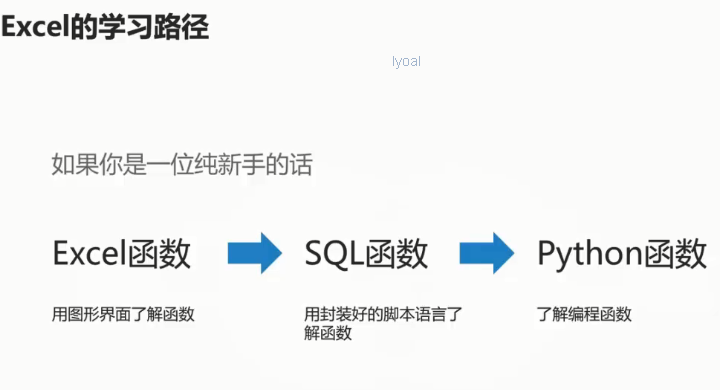 Excel的学习路径
lyoal
如果你是一位纯新手的话
Excel函数
SQL函数
Python函数
用图形界面了解函数
用封装好的脚本语言了
解函数
了解编程函数